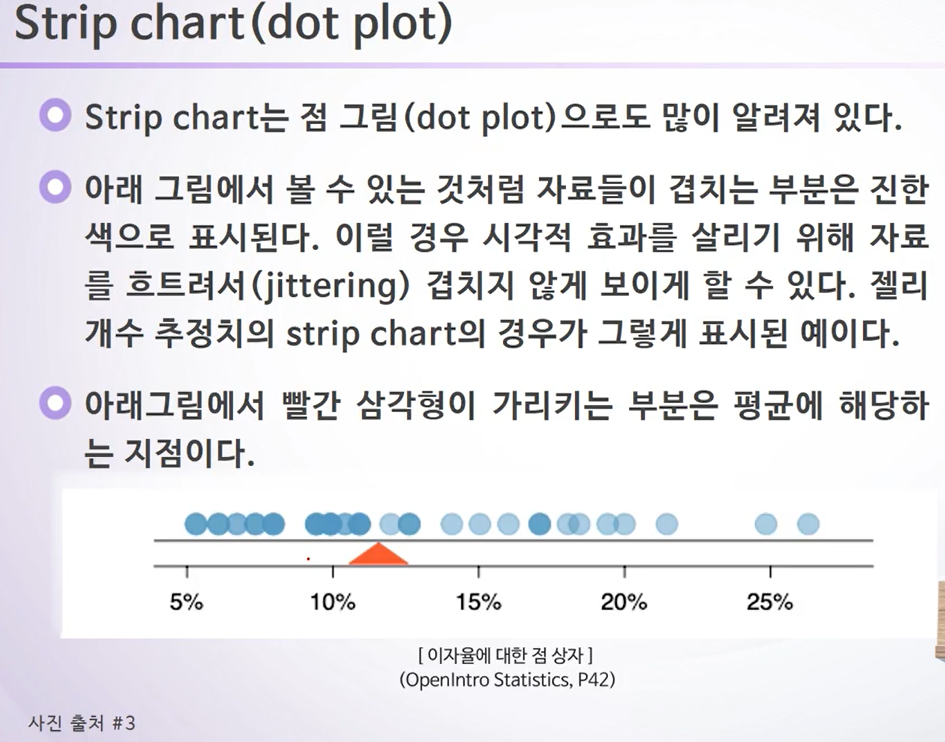 Strip chart(dot plot)
Strip chart는 점 그림(dot plot)으로도 많이 알려져 있다.
아래 그림에서 볼 수 있는 것처럼 자료들이 겹치는 부분은 진한
색으로 표시된다. 이럴 경우 시각적 효과를 살리기 위해 자료
를 흐트려서(jittering) 겹치지 않게 보이게 할 수 있다. 젤리
개수 추정치의 strip chart의 경우가 그렇게 표시된 예이다.
아래그림에서 빨간 삼각형이 가리키는 부분은 평균에 해당하
는 지점이다.
5% 10% 15% 20% 25%
[ 이자율에 대한 점 상자 ]
(OpenIntro Statistics, P42)
사진 출처 #3